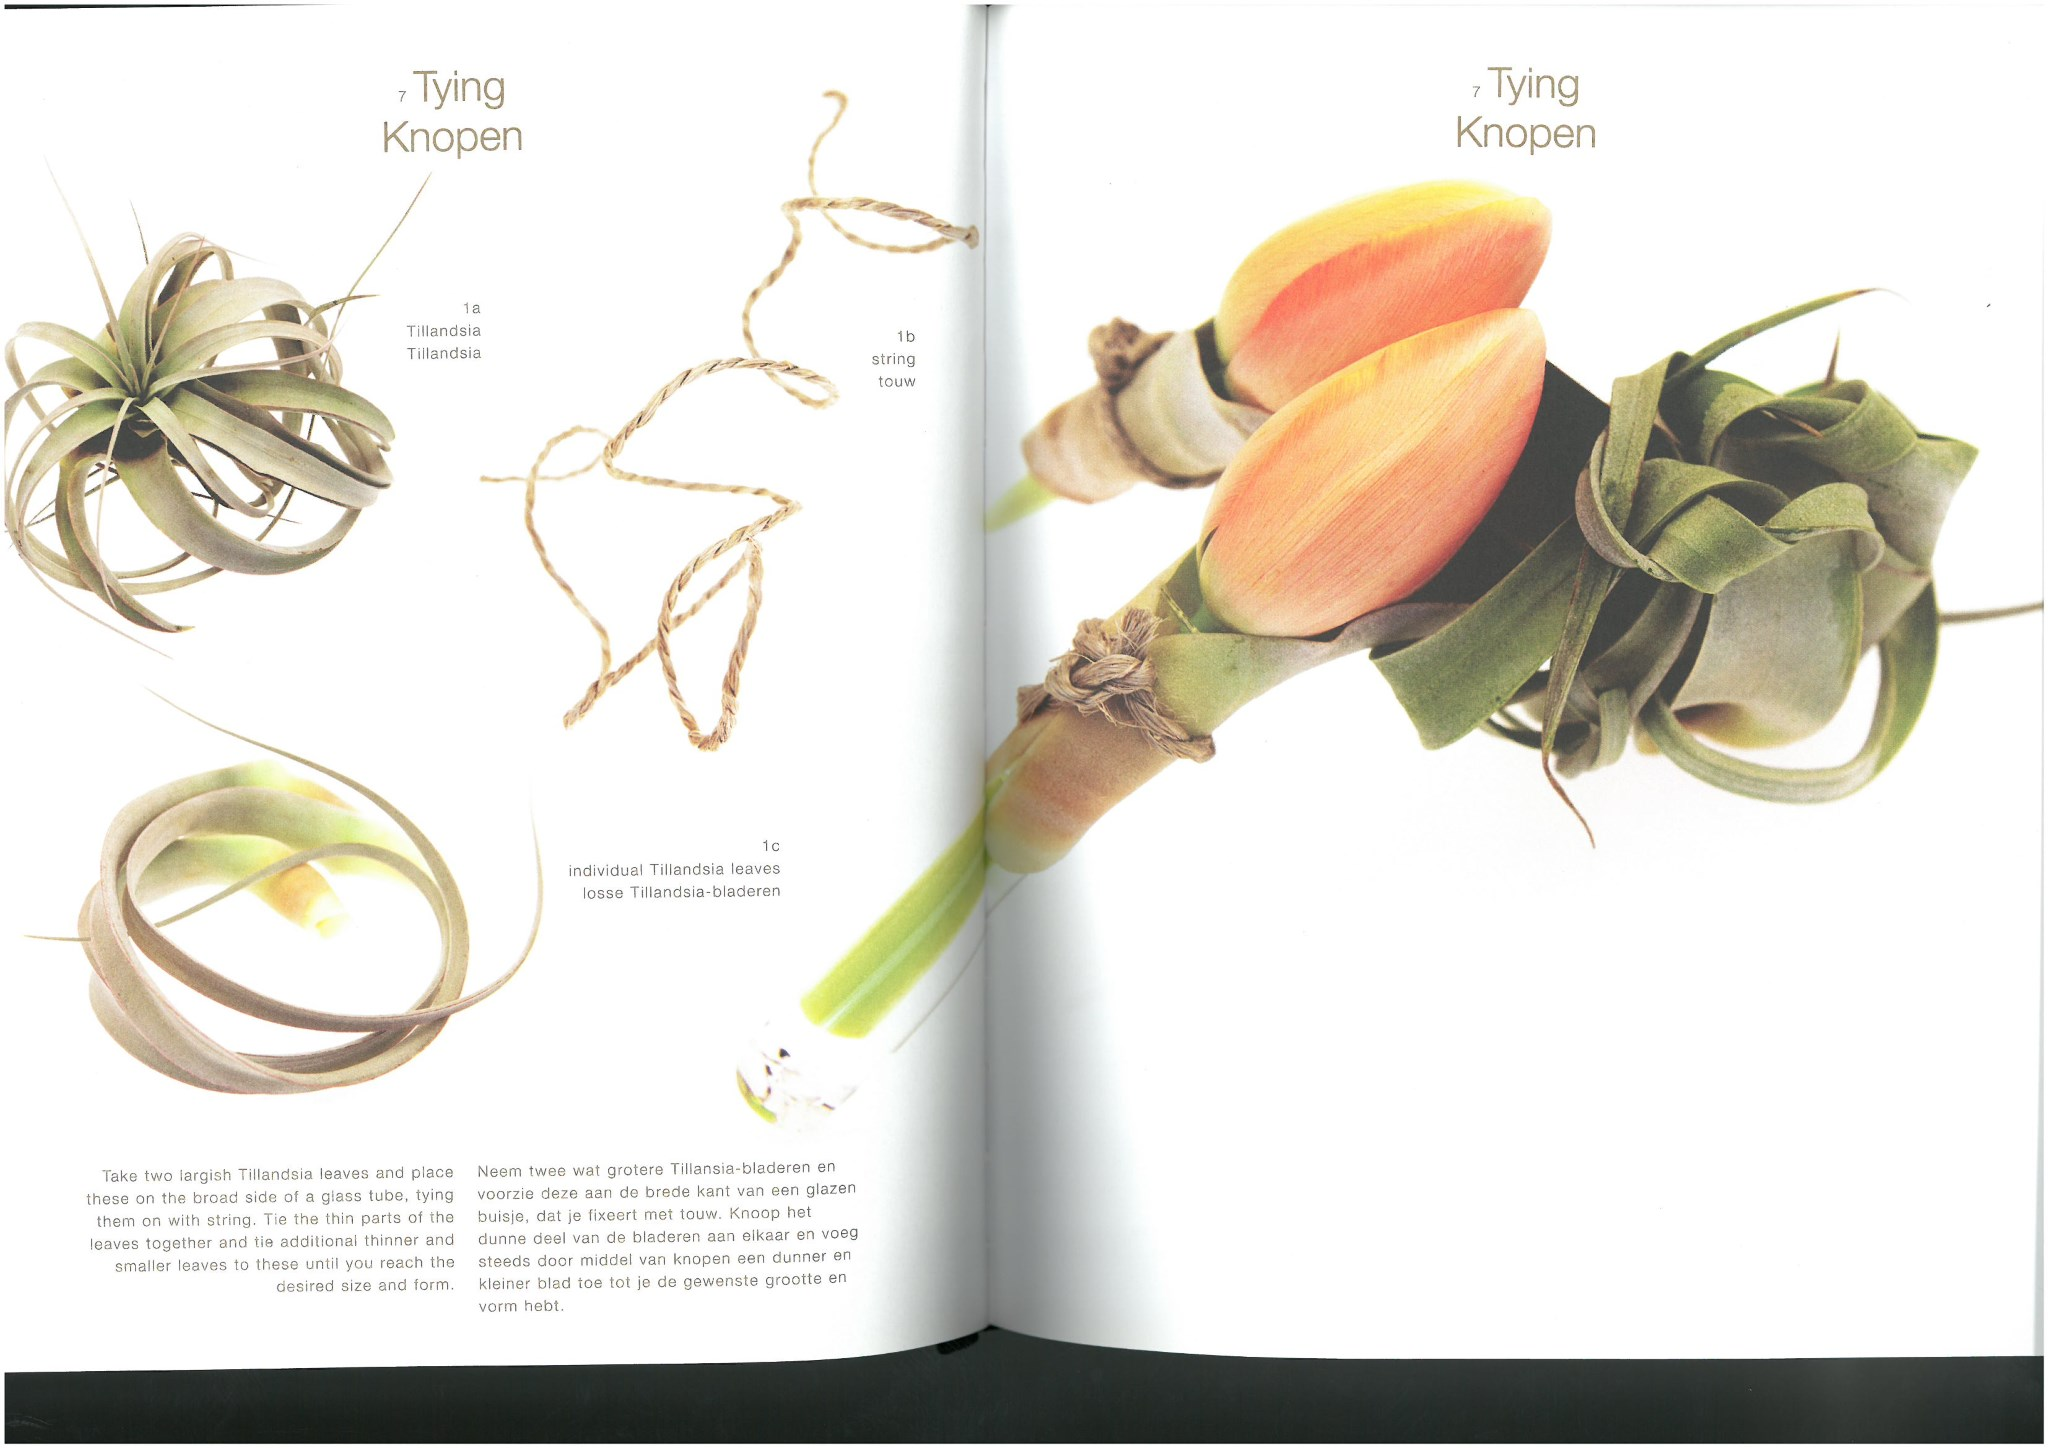 7 Tying
Knopen
1a
Tillandsia
Tillandsia
1b
string
touw
1c
individual Tillandsia leaves
losse Tillandsia-bladeren
Take two largish Tillandsia leaves and place
these on the broad side of a glass tube, tying
them on with string. Tie the thin parts of the
leaves together and tie additional thinner and
smaller leaves to these until you reach the
desired size and form.
Neem twee wat grotere Tillansia-bladeren en
voorzie deze aan de brede kant van een glazen
buisje, dat je fixeert met touw. Knoop het
dunne deel van de bladeren aan elkaar en voeg
steeds door middel van knopen een dunner en
kleiner blad toe tot je de gewenste grootte en
vorm hebt.
7 Tying
Knopen